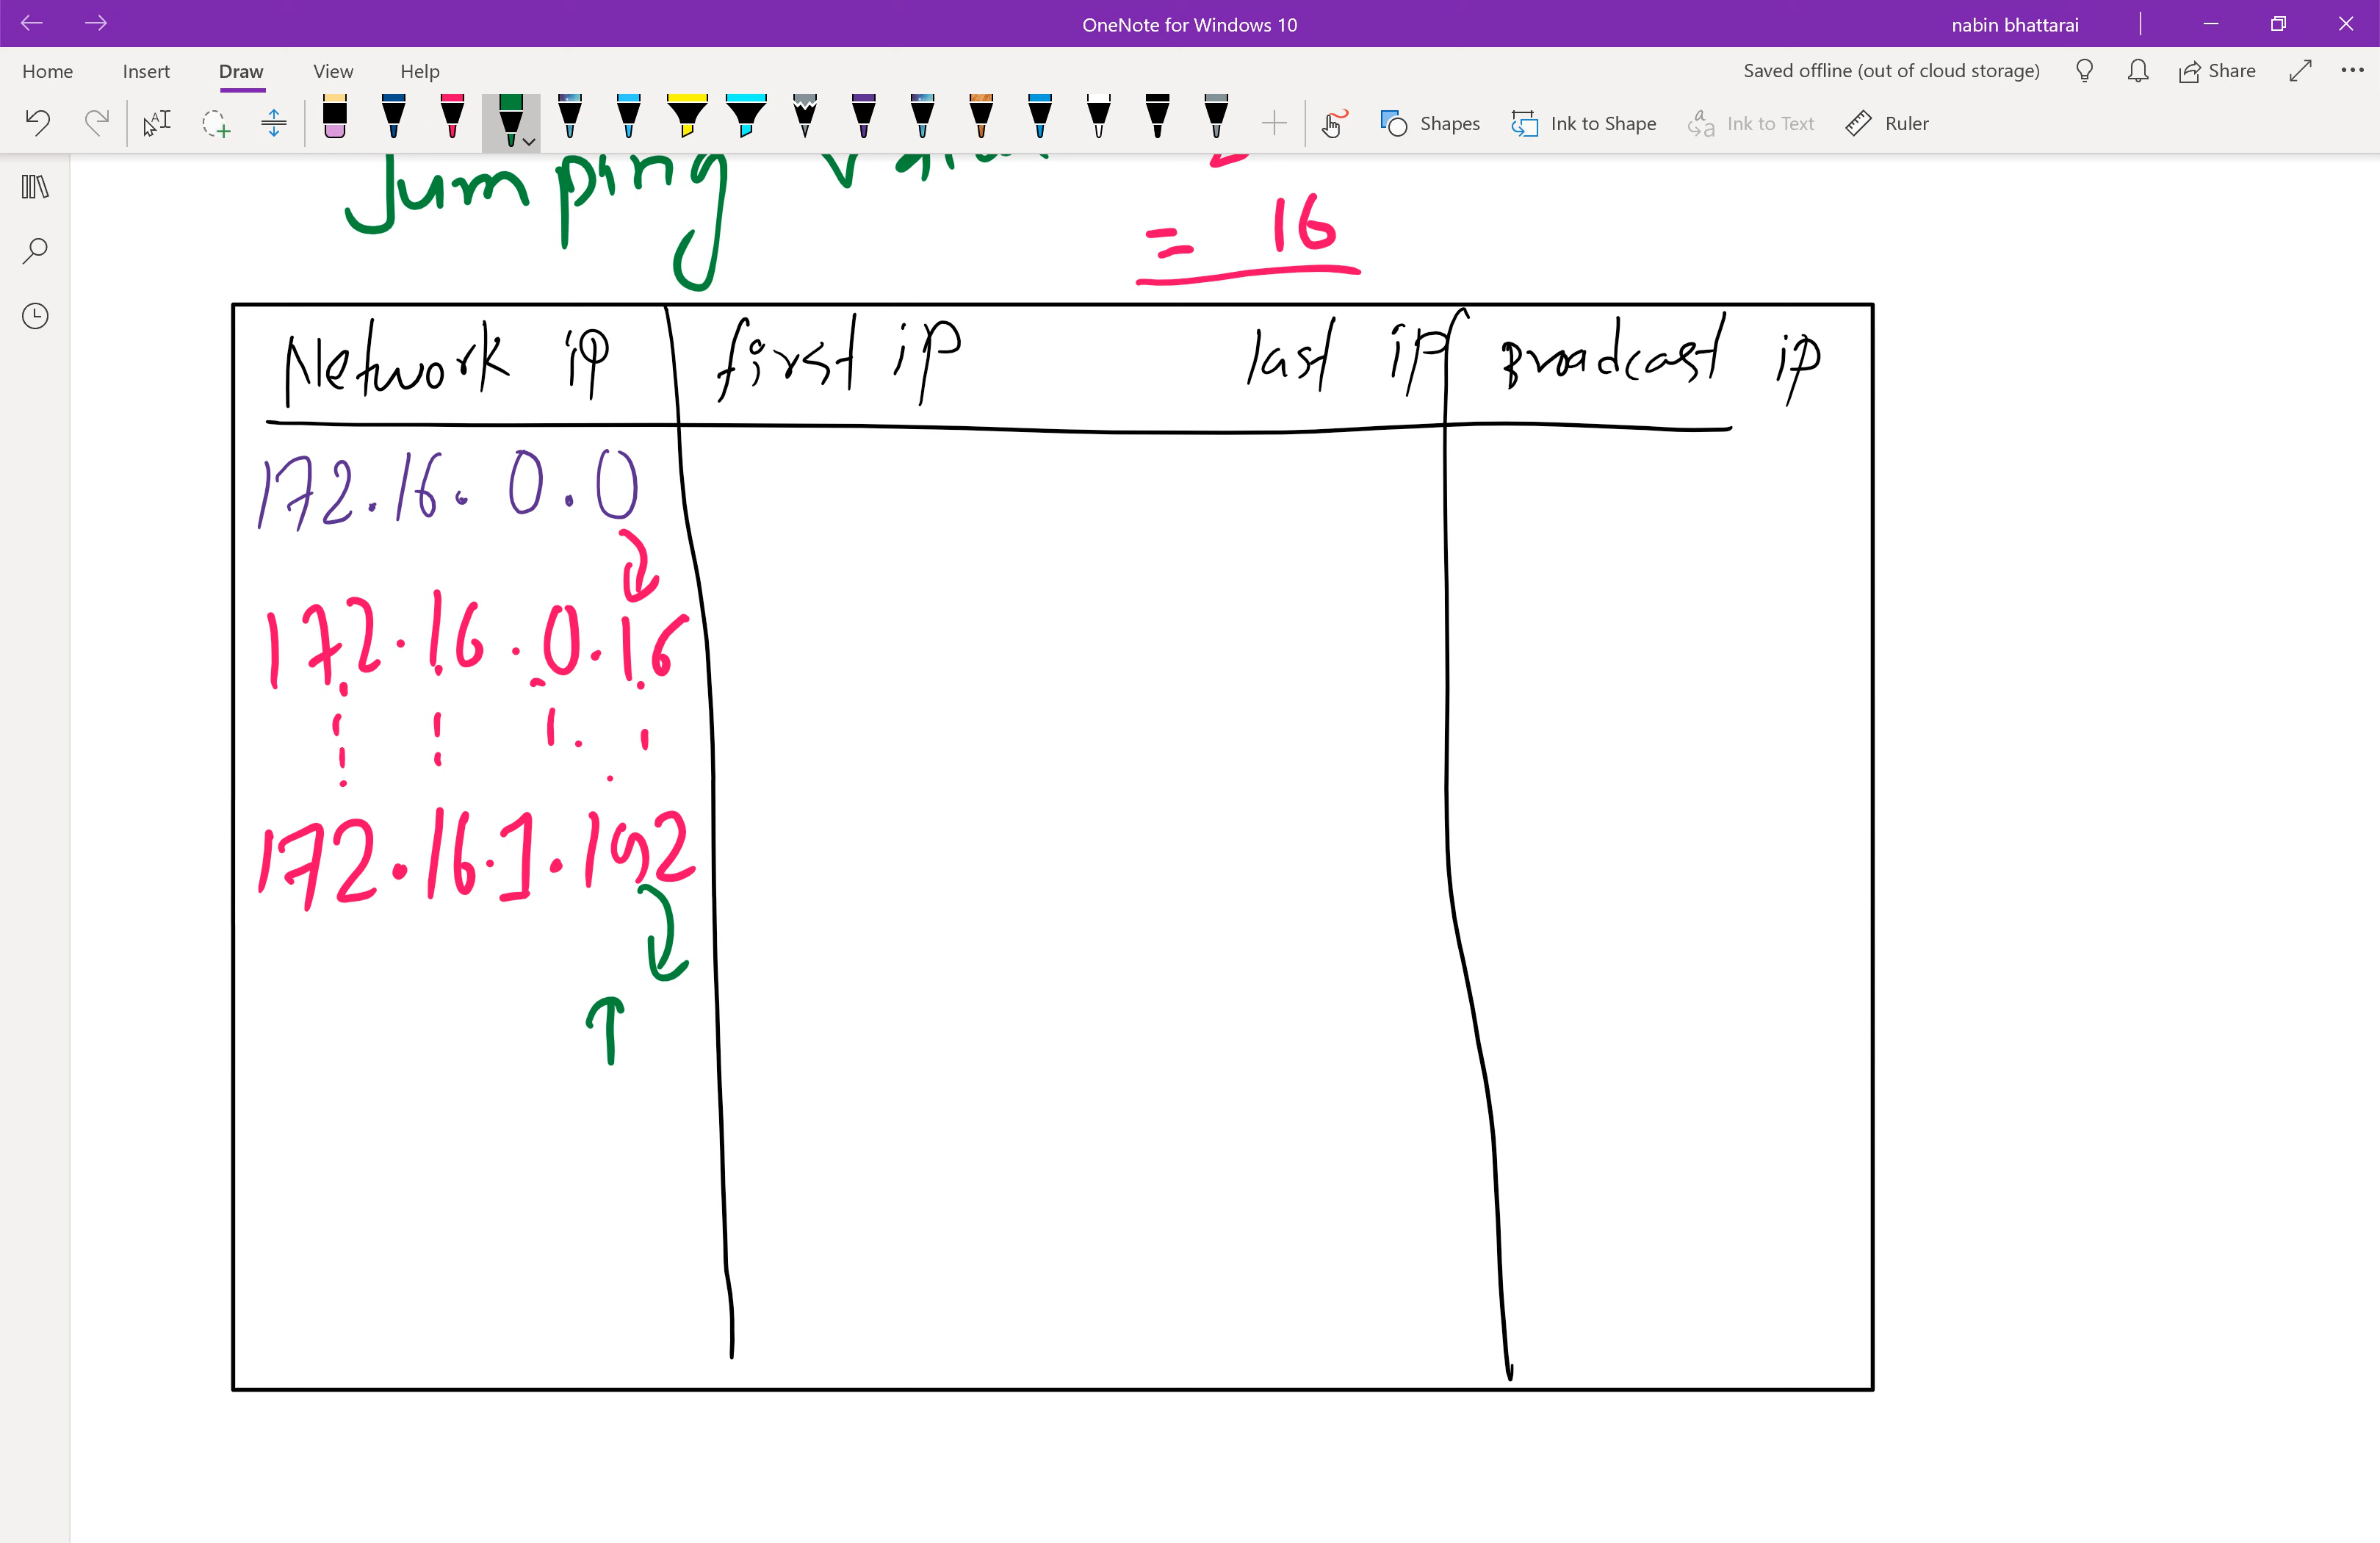 OneNote for Windows 10
nabin bhattarai
Home Insert Draw View Help
Saved offline (out of cloud storage)
Share
Shapes Ink to Shape Ink to Text Ruler
Jumping
= 16
Network ip first ip last ip Broadcast ip
172.16.0.0
172.16.0.16
172.16.1.192